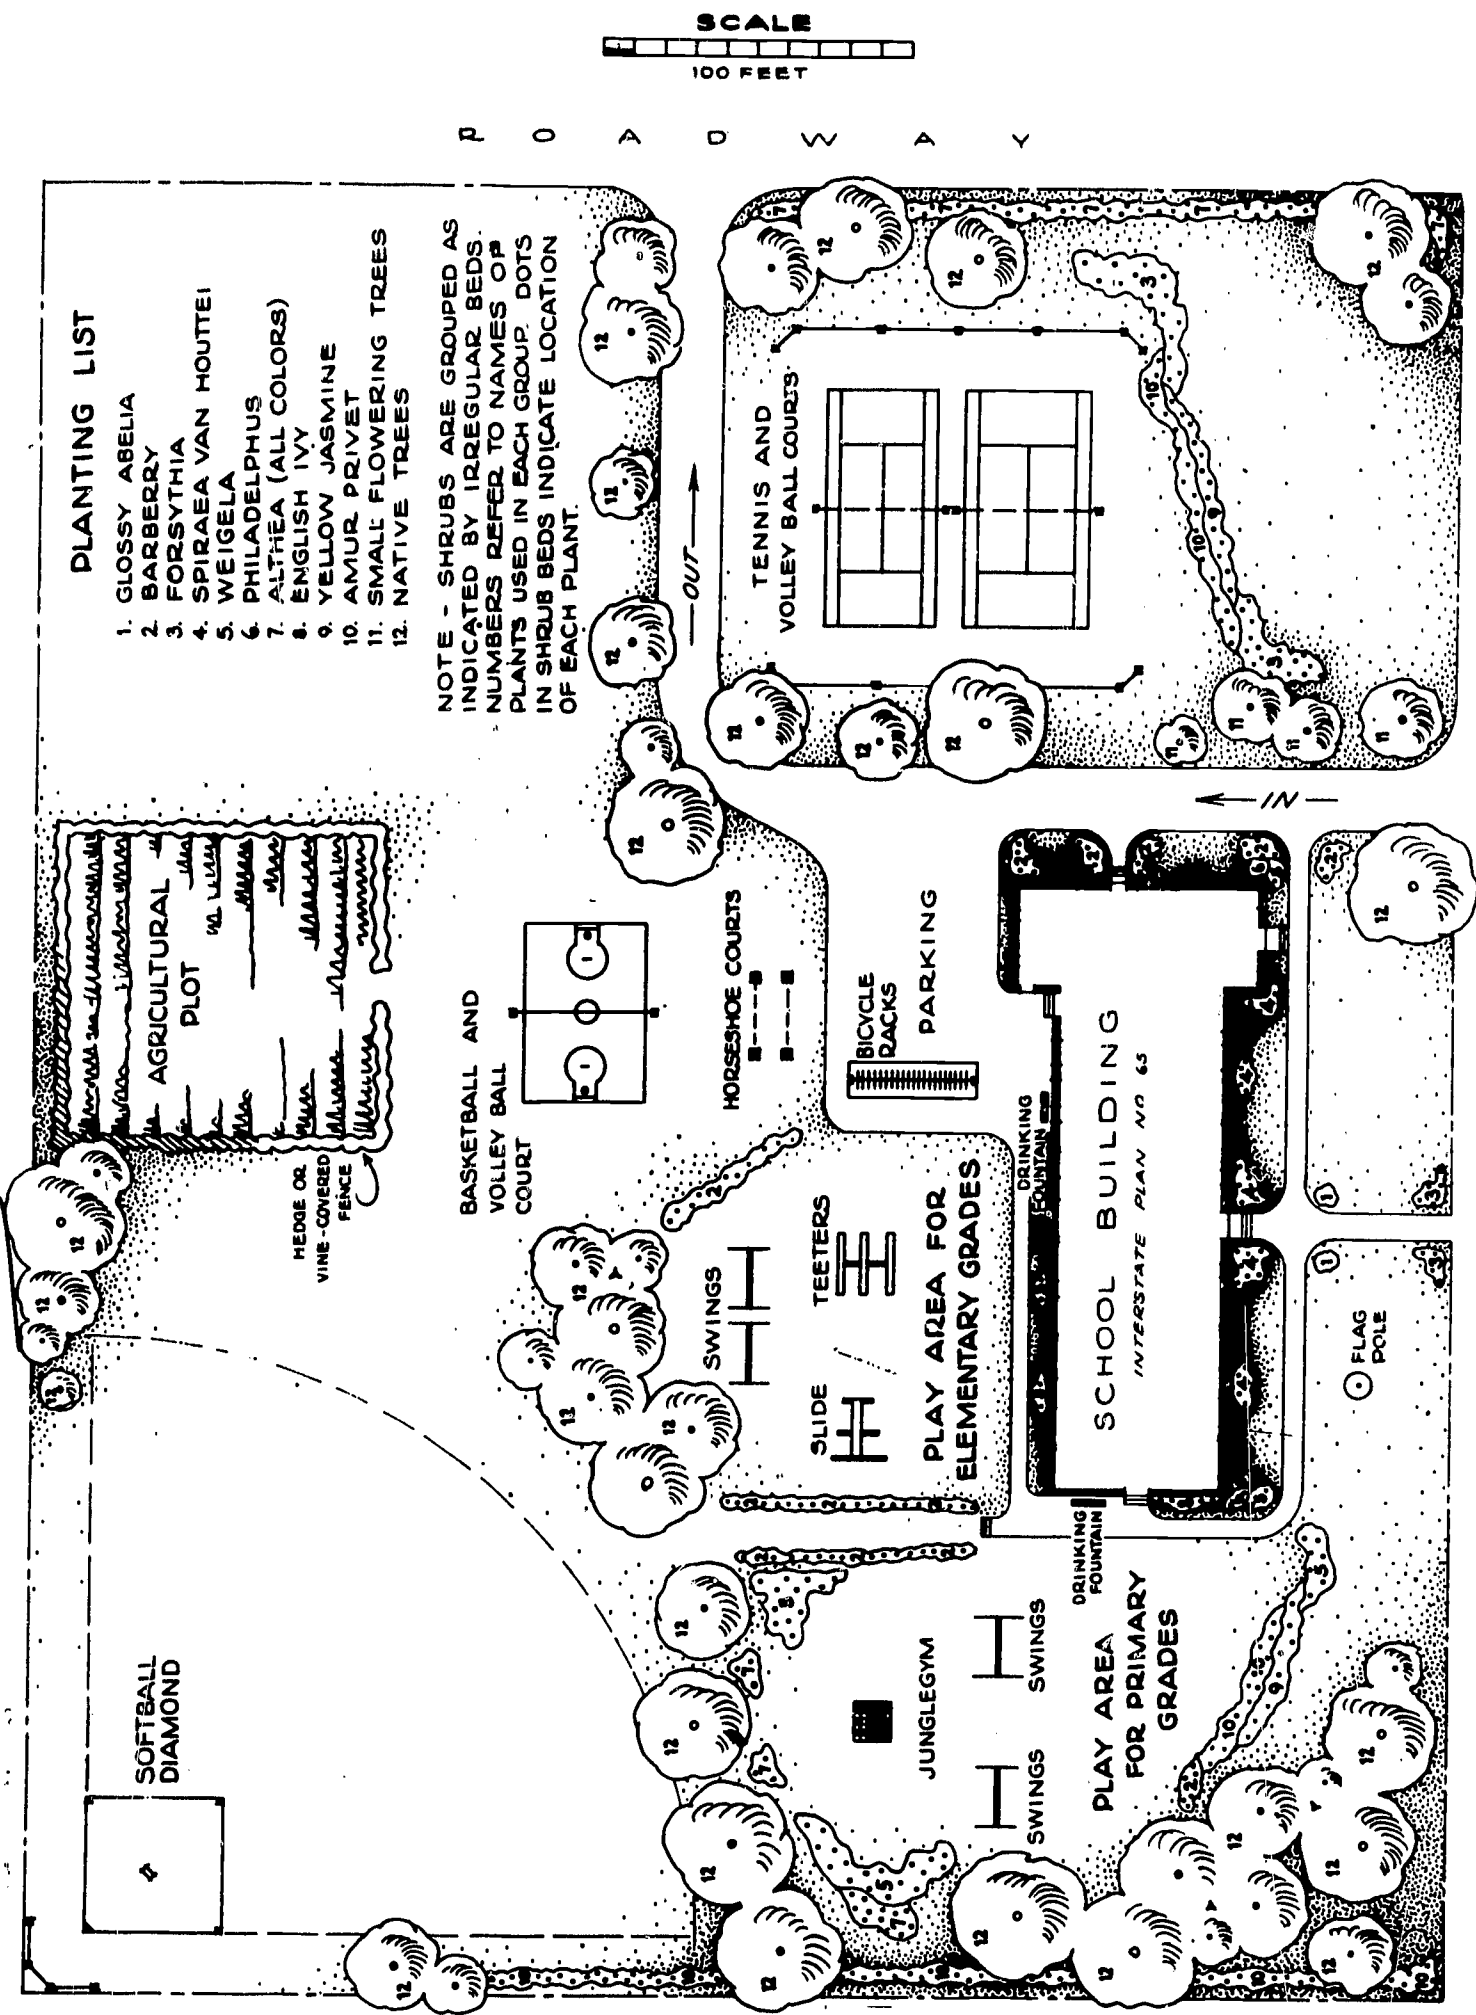 SCALE
100 FEET
ROADWAY
PLANTING LIST
1. GLOSSY ABELIA
2. BARBERRY
3. FORSYTHIA
4. SPIRAEA VAN HOUTEI
5. WEIGELA
6. PHILADELPHUS
7. ALTHEA (ALL COLORS)
8. ENGLISH IVY
9. YELLOW JASMINE
10. AMUR PRIVET
11. SMALL FLOWERING TREES
12. NATIVE TREES
NOTE - SHRUBS ARE GROUPED AS
INDICATED BY IRREGULAR BEDS.
NUMBERS REFER TO NAMES OF
PLANTS USED IN EACH GROUP. DOTS
IN SHRUB BEDS INDICATE LOCATION
OF EACH PLANT.
OUT
TENNIS AND
VOLLEY BALL COURTS
IN
AGRICULTURAL
PLOT
HEDGE OR
VINE-COVERED
FENCE
BASKETBALL AND
VOLLEY BALL
COURT
HORSESHOE COURTS
BICYCLE
RACKS
PARKING
DRINKING
FOUNTAIN
SCHOOL BUILDING
INTERSTATE PLAN NO 65
SWINGS
TEETERS
SLIDE
PLAY AREA FOR
ELEMENTARY GRADES
FLAG
POLE
SOFTBALL
DIAMOND
DRINKING
FOUNTAIN
JUNGLEGYM
SWINGS
SWINGS
PLAY AREA
FOR PRIMARY
GRADES